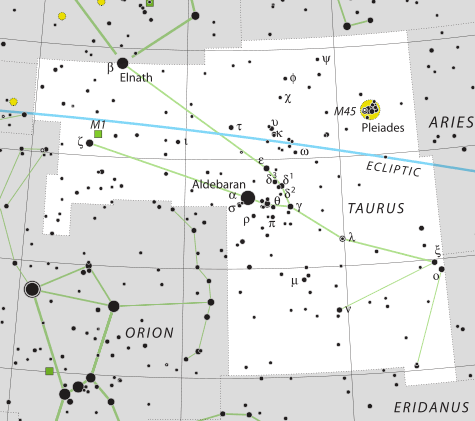 ψ
β
Elnath
φ
χ
M45
Pleiades
ARIES
M1
τ
υ
κ
ζ
ι
ω
ε
ECLIPTIC
δ³ δ¹
Aldebaran
δ²
α
θ
γ
TAURUS
σ
ρ
π
λ
ξ
ο
μ
ν
ORION
ERIDANUS